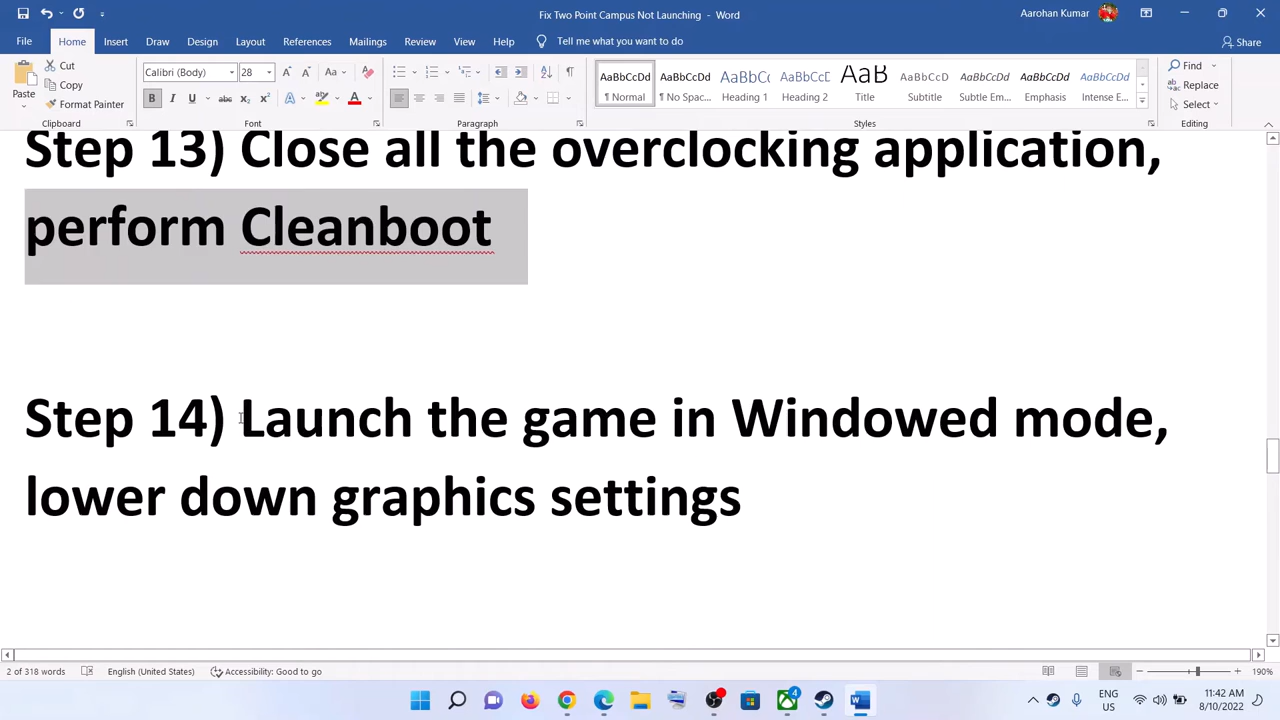 Fix Two Point Campus Not Launching - Word
Aarohan Kumar
File Home Insert Draw Design Layout References Mailings Review View Help Tell me what you want to do Share
Paste Cut Copy Format Painter
Calibri (Body) 28
AaBbCcDd AaBbCcDd AaBbCc AaBbCcC AaB AaBbCcD AaBbCcDd AaBbCcDd AaBbCcDd
¶ Normal ¶ No Spac... Heading 1 Heading 2 Title Subtitle Subtle Em... Emphasis Intense E...
Find Replace Select
Clipboard Font Paragraph Styles Editing
Step 13) Close all the overclocking application,
perform Cleanboot
Step 14) Launch the game in Windowed mode,
lower down graphics settings
2 of 318 words English (United States) Accessibility: Good to go 190%
4 ENG US 11:42 AM 8/10/2022